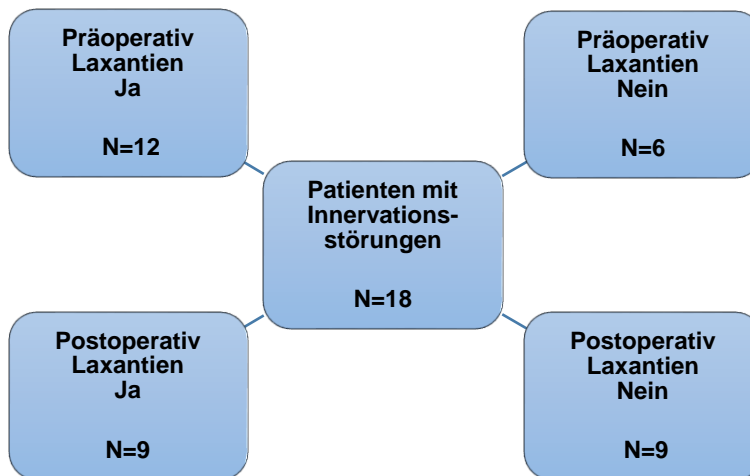 Präoperativ
Laxantien
Ja
N=12
Präoperativ
Laxantien
Nein
N=6
Patienten mit
Innervations-
störungen
N=18
Postoperativ
Laxantien
Ja
N=9
Postoperativ
Laxantien
Nein
N=9